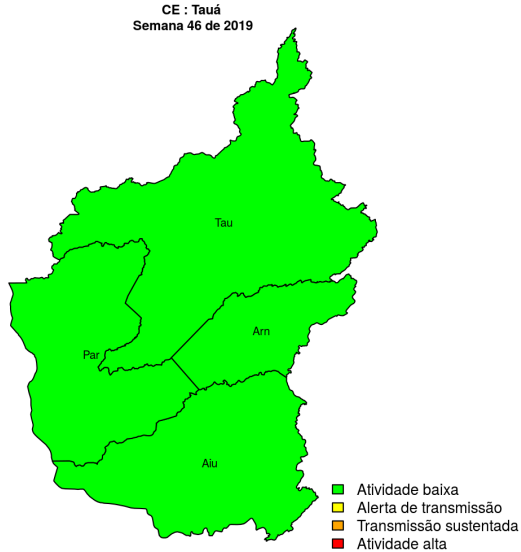 CE : Tauá
Semana 46 de 2019
Tau
Arn
Par
Aiu
Atividade baixa
Alerta de transmissão
Transmissão sustentada
Atividade alta